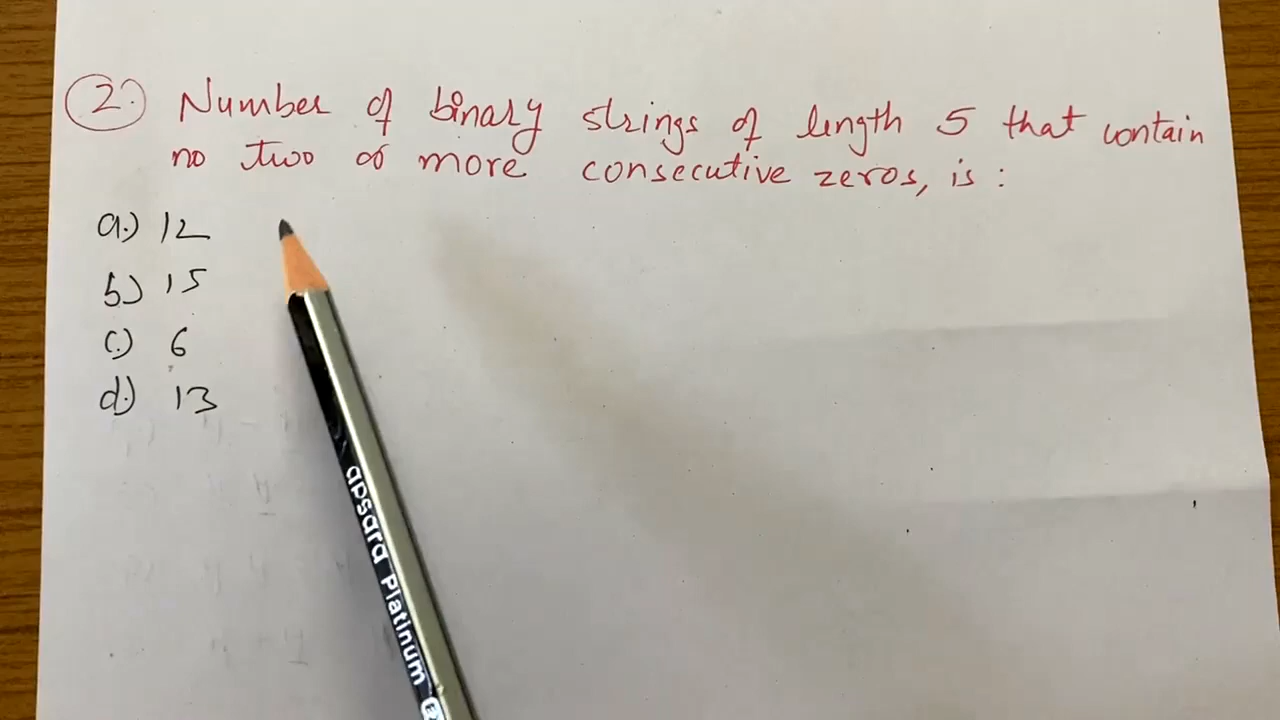 2. Number of binary strings of length 5 that contain
no two or more consecutive zeros, is :
a.) 12
b) 15
c.) 6
d.) 13
apsara Platinum